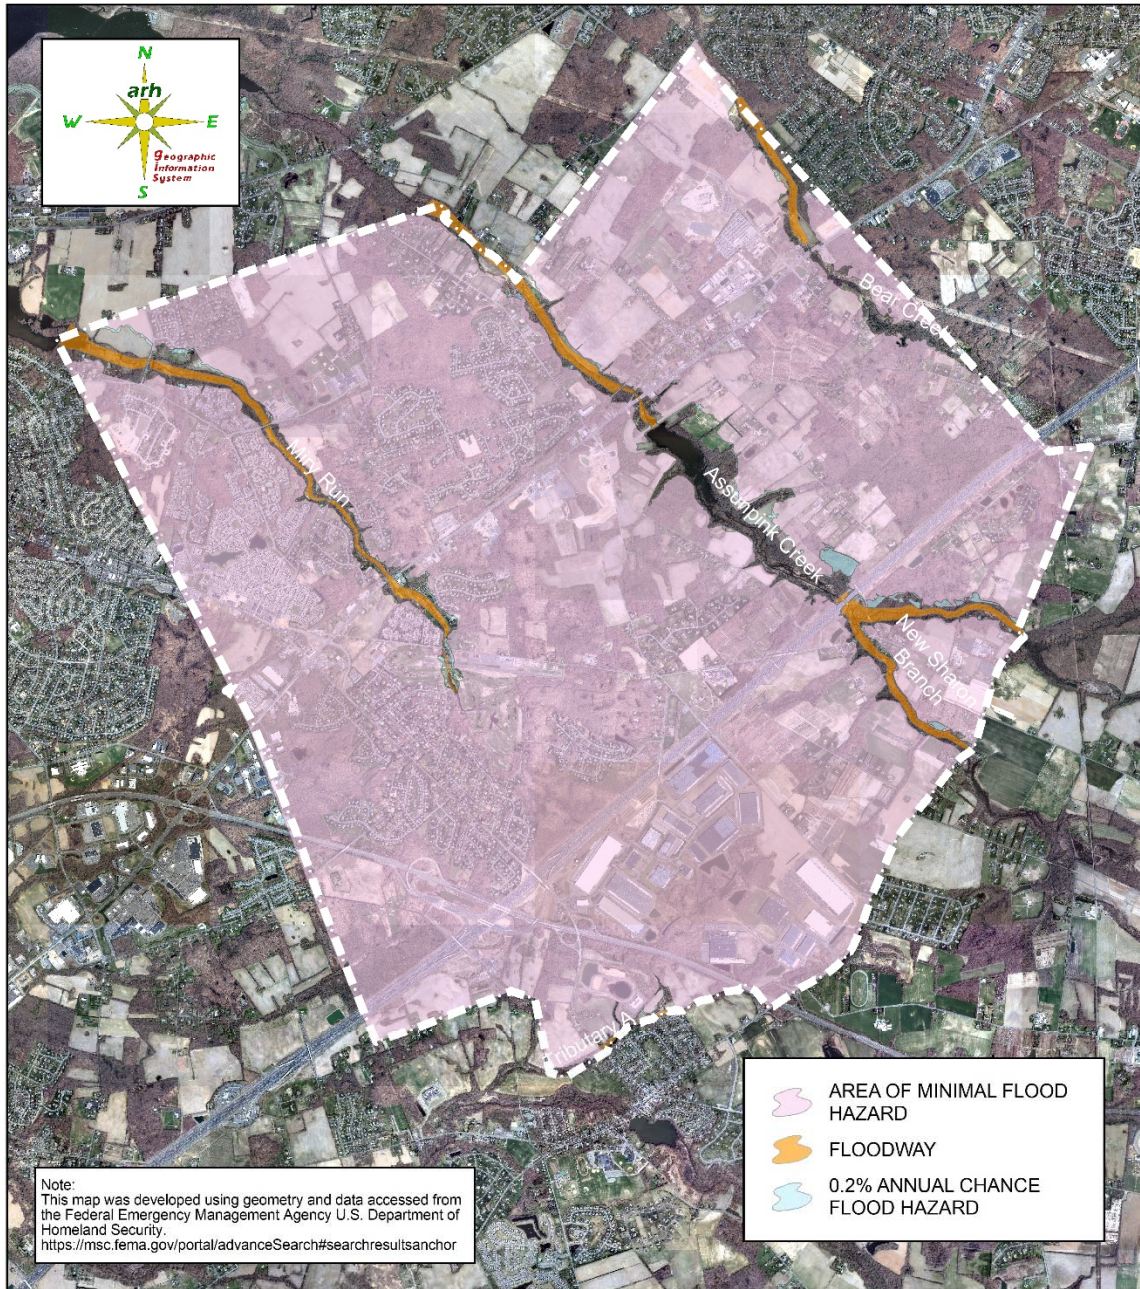 N
arh
W
E
geographic
Information
System
S
Bear Creek
Miry Run
Assunpink Creek
New Sharon
Branch
Tributary A
AREA OF MINIMAL FLOOD
HAZARD
FLOODWAY
0.2% ANNUAL CHANCE
FLOOD HAZARD
Note:
This map was developed using geometry and data accessed from
the Federal Emergency Management Agency U.S. Department of
Homeland Security.
https://msc.fema.gov/portal/advanceSearch#searchresultsanchor